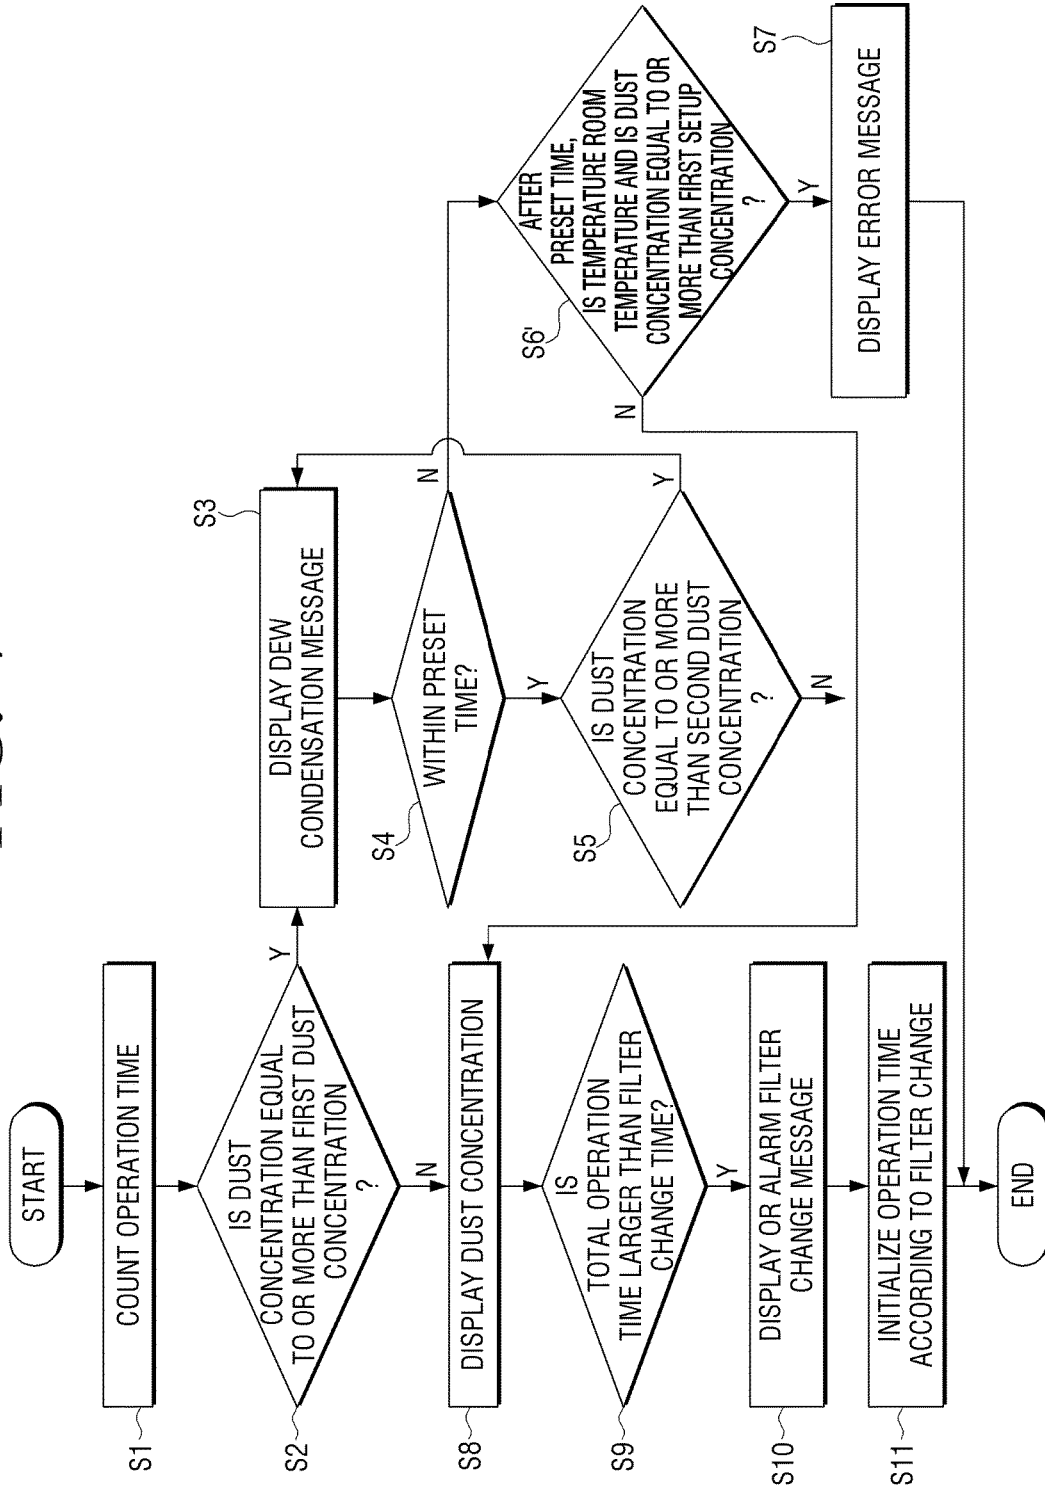 START
COUNT OPERATION TIME
S1
IS DUST
CONCENTRATION EQUAL
TO OR MORE THAN FIRST DUST
CONCENTRATION
?
S2
Y
N
DISPLAY DEW
CONDENSATION MESSAGE
S3
WITHIN PRESET
TIME?
S4
N
Y
IS DUST
CONCENTRATION
EQUAL TO OR MORE
THAN SECOND DUST
CONCENTRATION
?
S5
Y
N
AFTER
PRESET TIME,
IS TEMPERATURE ROOM
TEMPERATURE AND IS DUST
CONCENTRATION EQUAL TO OR
MORE THAN FIRST SETUP
CONCENTRATION
?
S6'
N
Y
DISPLAY ERROR MESSAGE
S7
DISPLAY DUST CONCENTRATION
S8
IS
TOTAL OPERATION
TIME LARGER THAN FILTER
CHANGE TIME?
S9
Y
DISPLAY OR ALARM FILTER
CHANGE MESSAGE
S10
INITIALIZE OPERATION TIME
ACCORDING TO FILTER CHANGE
S11
END